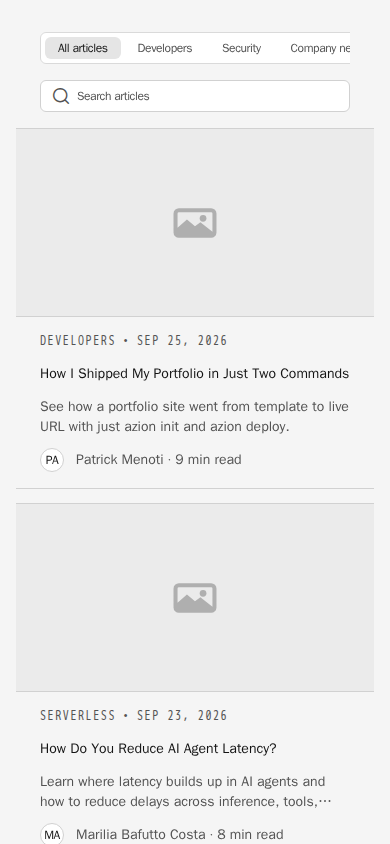 All articles Developers Security Company ne
Search articles
DEVELOPERS • SEP 25, 2026
How I Shipped My Portfolio in Just Two Commands
See how a portfolio site went from template to live
URL with just azion init and azion deploy.
PA Patrick Menoti · 9 min read
SERVERLESS • SEP 23, 2026
How Do You Reduce AI Agent Latency?
Learn where latency builds up in AI agents and
how to reduce delays across inference, tools,···
MA Marilia Bafutto Costa · 8 min read